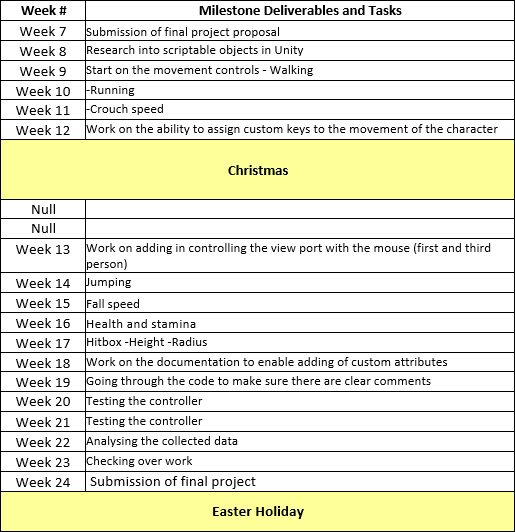 Week # Milestone Deliverables and Tasks
Week 7 Submission of final project proposal
Week 8 Research into scriptable objects in Unity
Week 9 Start on the movement controls - Walking
Week 10 -Running
Week 11 -Crouch speed
Week 12 Work on the ability to assign custom keys to the movement of the character
Christmas
Null
Null
Week 13 Work on adding in controlling the view port with the mouse (first and third
person)
Week 14 Jumping
Week 15 Fall speed
Week 16 Health and stamina
Week 17 Hitbox -Height -Radius
Week 18 Work on the documentation to enable adding of custom attributes
Week 19 Going through the code to make sure there are clear comments
Week 20 Testing the controller
Week 21 Testing the controller
Week 22 Analysing the collected data
Week 23 Checking over work
Week 24 Submission of final project
Easter Holiday